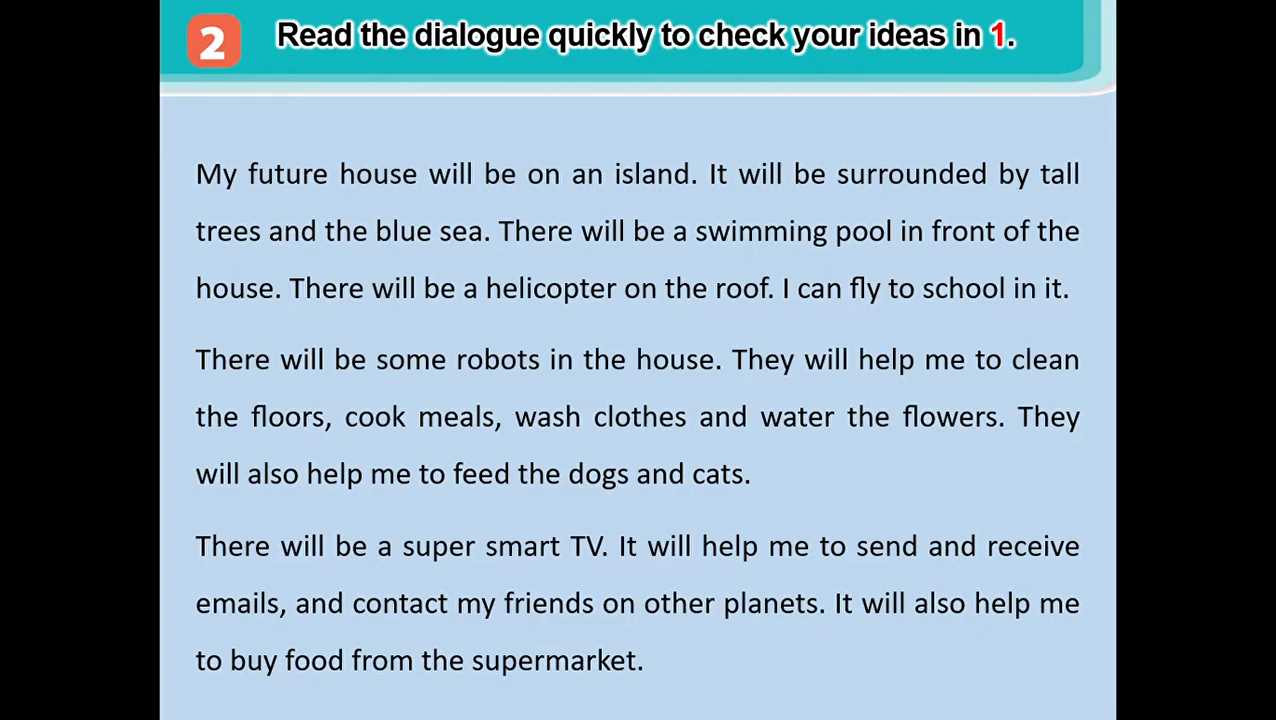 2 Read the dialogue quickly to check your ideas in 1.
My future house will be on an island. It will be surrounded by tall
trees and the blue sea. There will be a swimming pool in front of the
house. There will be a helicopter on the roof. I can fly to school in it.
There will be some robots in the house. They will help me to clean
the floors, cook meals, wash clothes and water the flowers. They
will also help me to feed the dogs and cats.
There will be a super smart TV. It will help me to send and receive
emails, and contact my friends on other planets. It will also help me
to buy food from the supermarket.